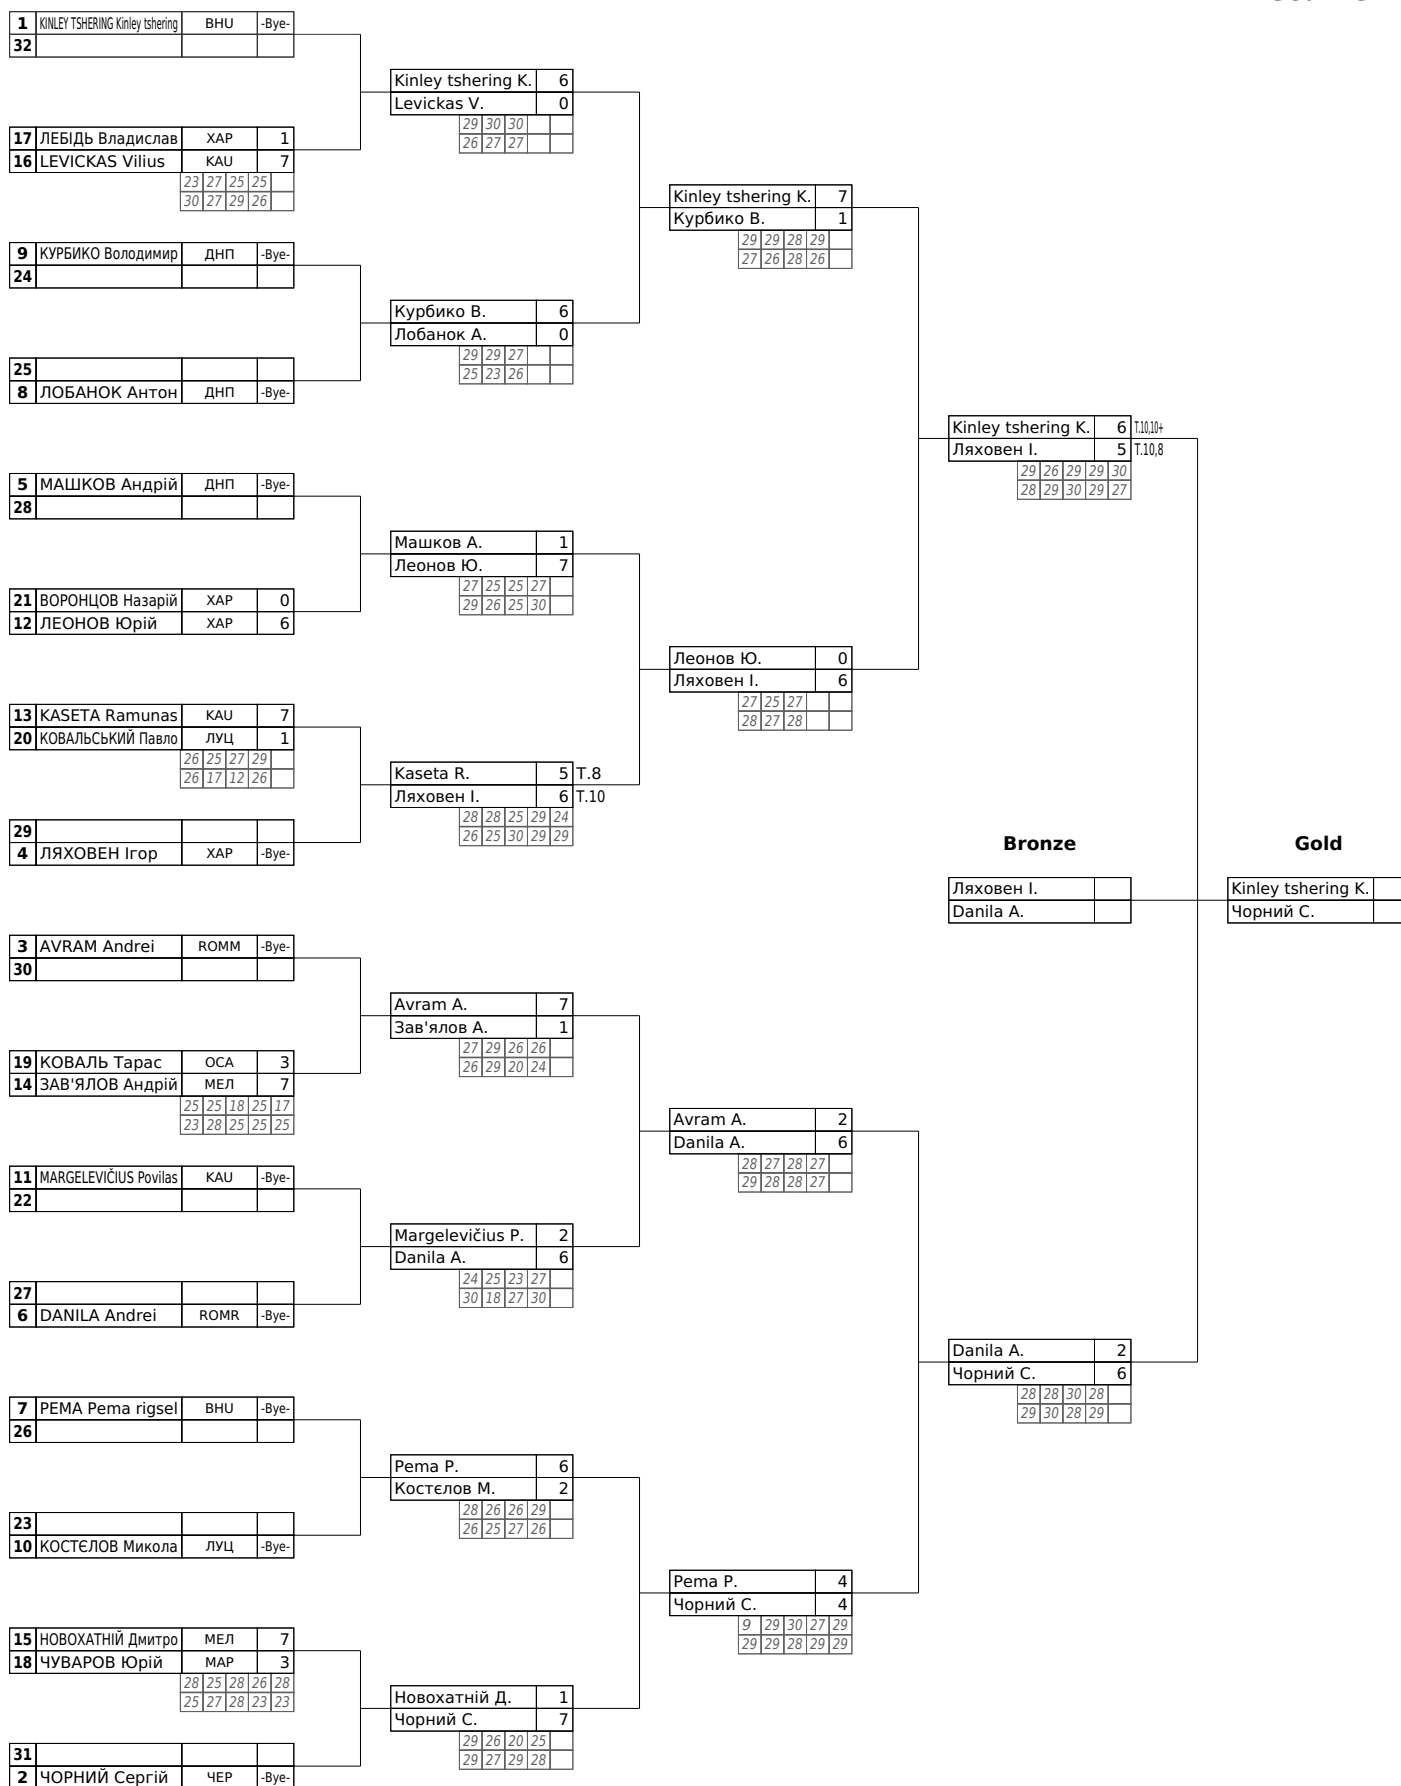 1 KINLEY TSHERING Kinley tshering BHU -Bye-
32
Kinley tshering K. 6
Levickas V. 0
29 30 30
26 27 27
17 ЛЕБІДЬ Владислав ХАР 1
16 LEVICKAS Vilius KAU 7
23 27 25 25
30 27 29 26
Kinley tshering K. 7
Курбико В. 1
29 29 28 29
27 26 28 26
9 КУРБИКО Володимир ДНП -Bye-
24
Курбико В. 6
Лобанок А. 0
29 29 27
25 23 26
25
8 ЛОБАНОК Антон ДНП -Bye-
Kinley tshering K. 6 T.10,10+
Ляховен І. 5 T.10,8
29 26 29 29 30
28 29 30 29 27
5 МАШКОВ Андрій ДНП -Bye-
28
Машков А. 1
Леонов Ю. 7
27 25 25 27
29 26 25 30
21 ВОРОНЦОВ Назарій ХАР 0
12 ЛЕОНОВ Юрій ХАР 6
Леонов Ю. 0
Ляховен І. 6
27 25 27
28 27 28
13 KASETA Ramunas KAU 7
20 КОВАЛЬСЬКИЙ Павло ЛУЦ 1
26 25 27 29
26 17 12 26
Kaseta R. 5 T.8
Ляховен І. 6 T.10
28 28 25 29 24
26 25 30 29 29
29
4 ЛЯХОВЕН Ігор ХАР -Bye-
Bronze Gold
Ляховен І. Kinley tshering K.
Danila A. Чорний С.
3 AVRAM Andrei ROMM -Bye-
30
Avram A. 7
Зав'ялов А. 1
27 29 26 26
26 29 20 24
19 КОВАЛЬ Тарас ОСА 3
14 ЗАВ'ЯЛОВ Андрій МЕЛ 7
25 25 18 25 17
23 28 25 25 25
Avram A. 2
Danila A. 6
28 27 28 27
29 28 28 27
11 MARGELEVIČIUS Povilas KAU -Bye-
22
Margelevičius P. 2
Danila A. 6
24 25 23 27
30 18 27 30
27
6 DANILA Andrei ROMR -Bye-
Danila A. 2
Чорний С. 6
28 28 30 28
29 30 28 29
7 PEMA Pema rigsel BHU -Bye-
26
Pema P. 6
Костєлов М. 2
28 26 26 29
26 25 27 26
23
10 КОСТЄЛОВ Микола ЛУЦ -Bye-
Pema P. 4
Чорний С. 4
9 29 30 27 29
29 29 28 29 29
15 НОВОХАТНІЙ Дмитро МЕЛ 7
18 ЧУВАРОВ Юрій МАР 3
28 25 28 26 28
25 27 28 23 23
Новохатній Д. 1
Чорний С. 7
29 26 20 25
29 27 29 28
31
2 ЧОРНИЙ Сергій ЧЕР -Bye-